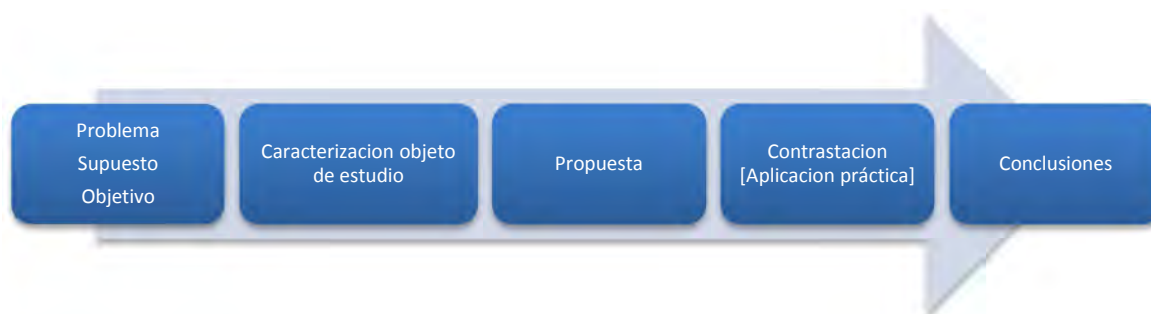 Problema
Supuesto
Objetivo
Caracterizacion objeto
de estudio
Propuesta
Contrastacion
[Aplicacion práctica]
Conclusiones